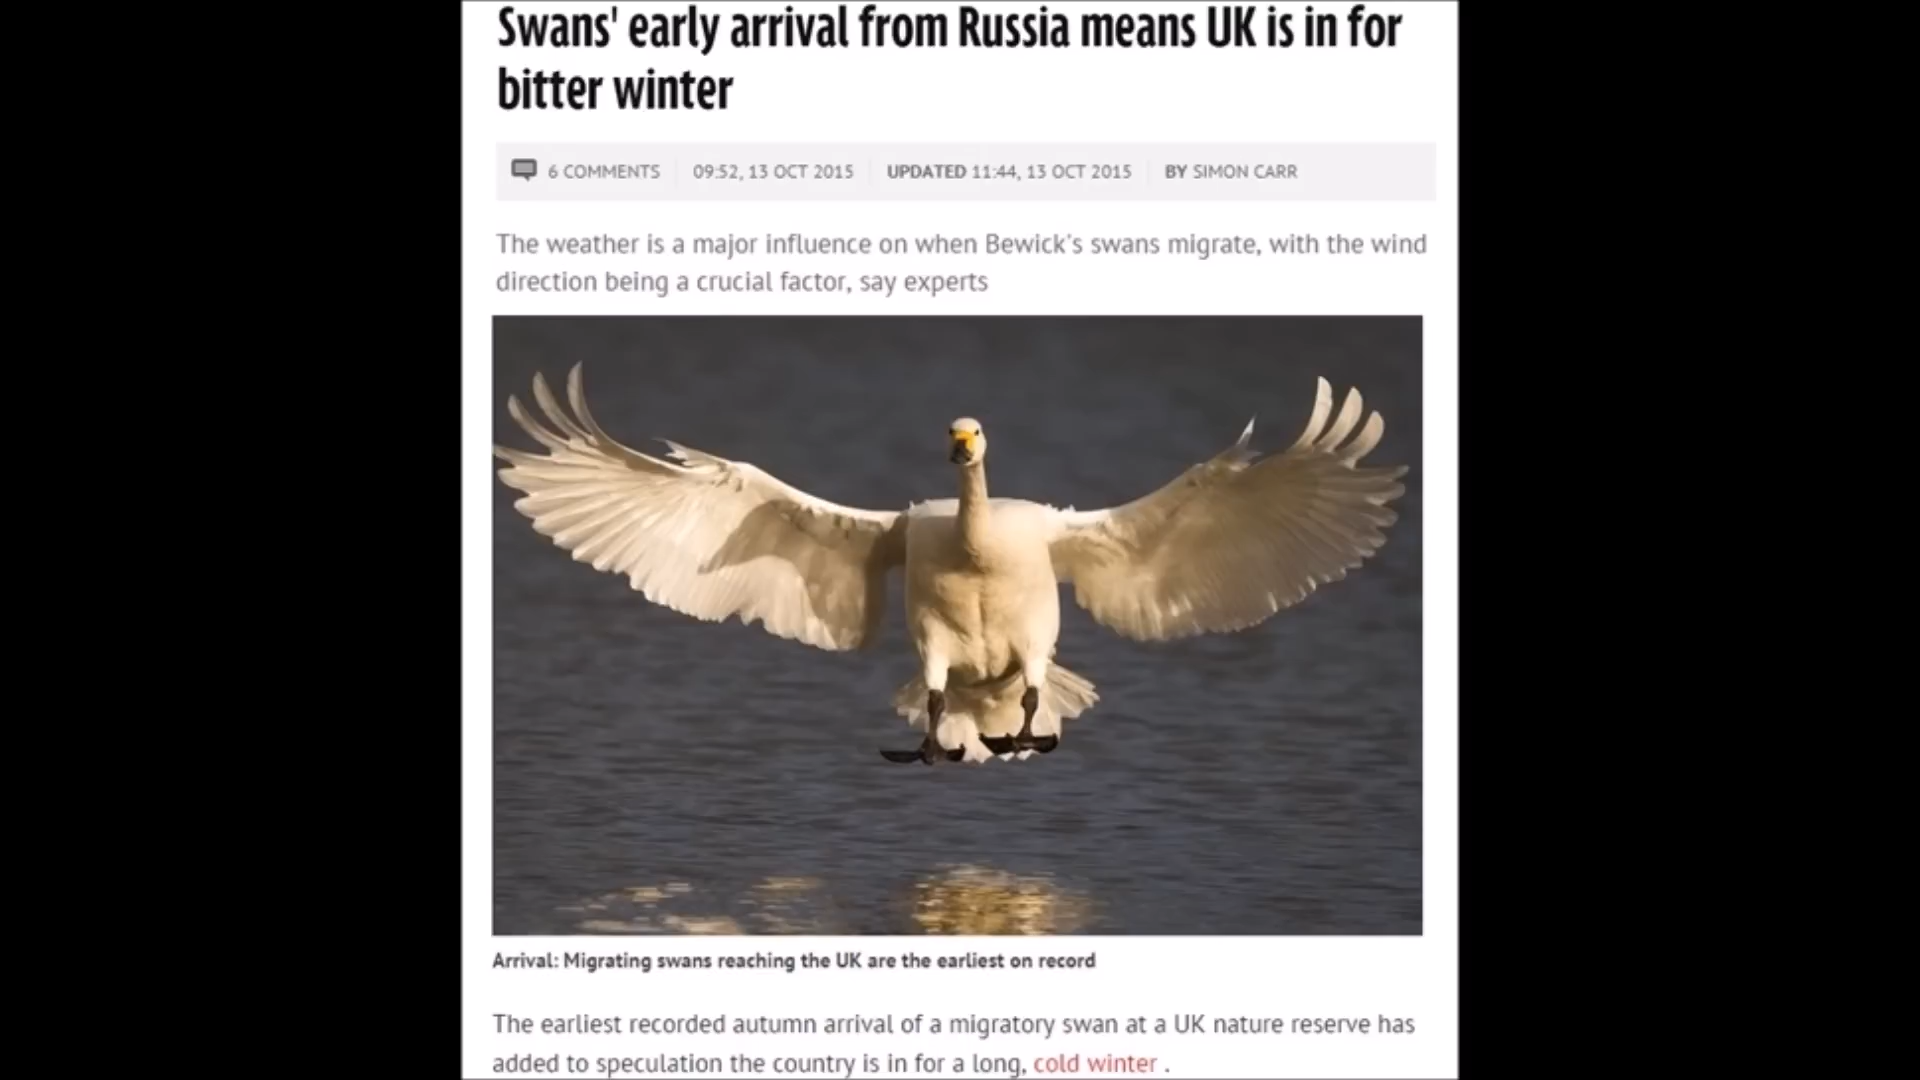 Swans' early arrival from Russia means UK is in for
bitter winter
6 COMMENTS 09:52, 13 OCT 2015 UPDATED 11:44, 13 OCT 2015 BY SIMON CARR
The weather is a major influence on when Bewick's swans migrate, with the wind
direction being a crucial factor, say experts
Arrival: Migrating swans reaching the UK are the earliest on record
The earliest recorded autumn arrival of a migratory swan at a UK nature reserve has
added to speculation the country is in for a long, cold winter .